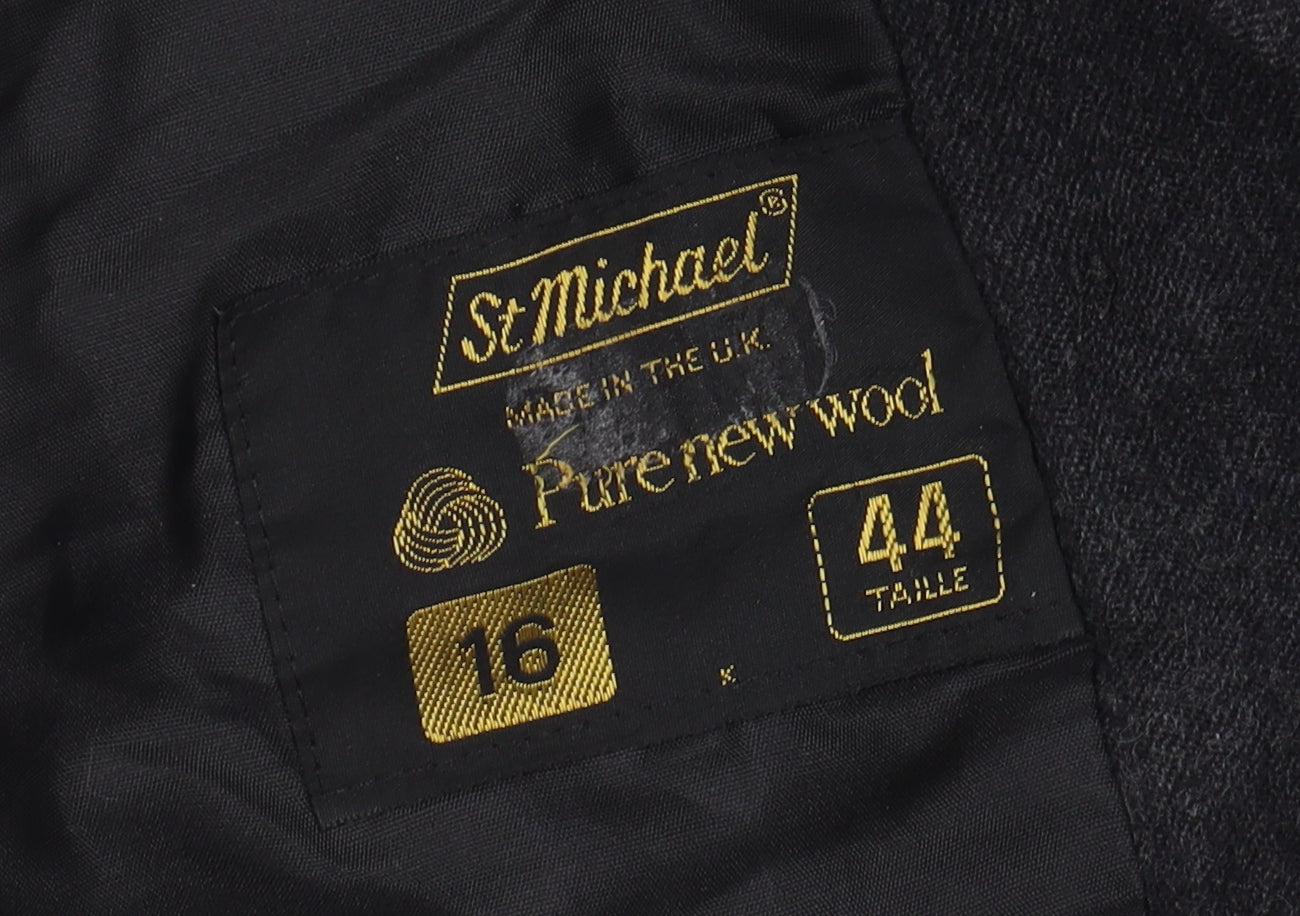 St Michael®
MADE IN THE U.K.
Pure new wool
44
TAILLE
16
K